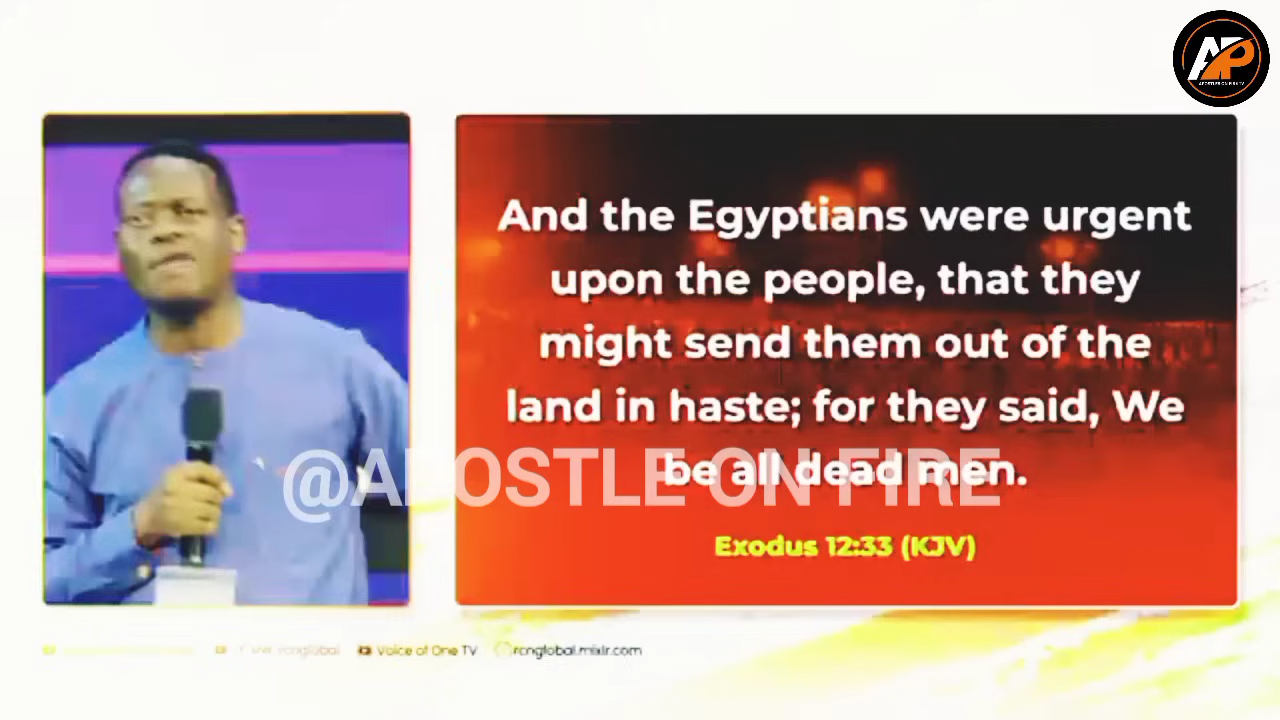 AP
And the Egyptians were urgent
upon the people, that they
might send them out of the
land in haste; for they said, We
be all dead men.
@APOSTLE ON FIRE
Exodus 12:33 (KJV)
Voice of One TV
rcnglobal.mixlr.com